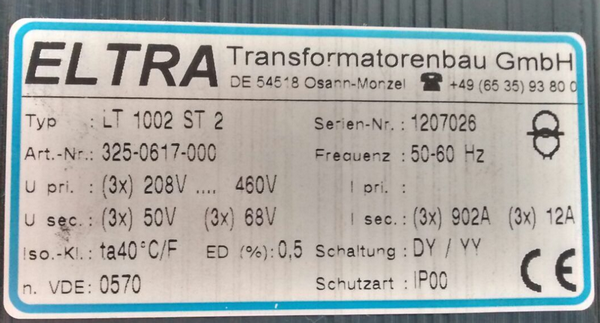 ELTRA Transformatorenbau GmbH
DE 54518 Osann-Monzel ☎ +49 (65 35) 93 80 0
Typ : LT 1002 ST 2 Serien-Nr.: 1207026
Art.-Nr.: 325-0617-000 Frequenz : 50-60 Hz
U pri. : (3x) 208V .... 460V I pri. :
U sec. : (3x) 50V (3x) 68V I sec. : (3x) 902A (3x) 12A
Iso.-Kl.: ta40°C/F ED (%): 0,5 Schaltung : DY / YY
n. VDE: 0570 Schutzart : IP00
CE